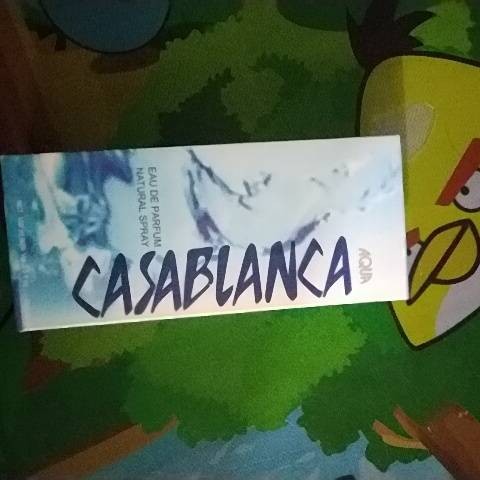 EAU DE PARFUM
NATURAL SPRAY
CASABLANCA
AQUA